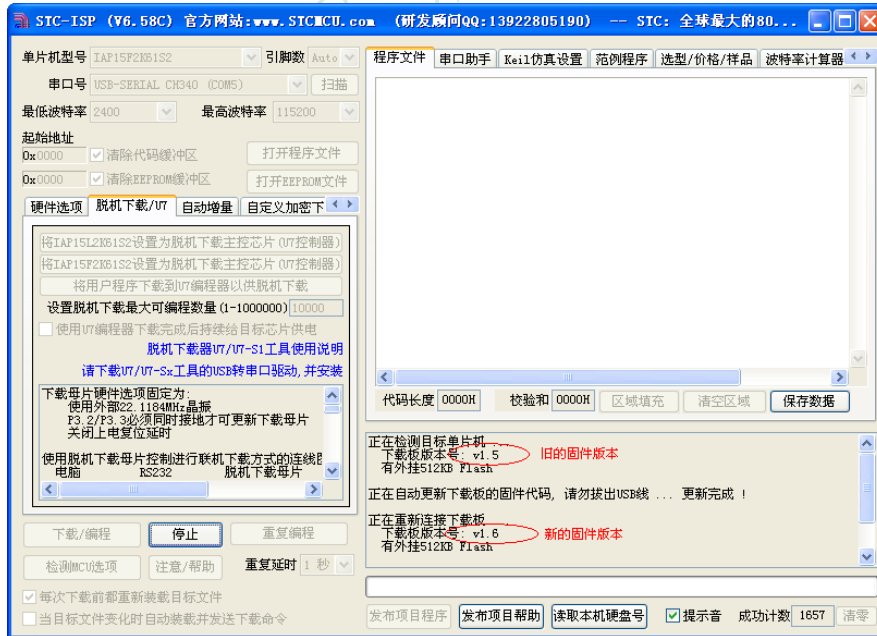 STC-ISP (V6.58C) 官方网站:www.STCMCU.com (研发顾问QQ:13922805190) -- STC: 全球最大的80...
单片机型号 IAP15F2K61S2 引脚数 Auto
串口号 USB-SERIAL CH340 (COM5) 扫描
最低波特率 2400 最高波特率 115200
起始地址
0x0000 清除代码缓冲区 打开程序文件
0x0000 清除EEPROM缓冲区 打开EEPROM文件
硬件选项 脱机下载/U7 自动增量 自定义加密下
将IAP15L2K61S2设置为脱机下载主控芯片(U7控制器)
将IAP15F2K61S2设置为脱机下载主控芯片(U7控制器)
将用户程序下载到U7编程器以供脱机下载
设置脱机下载最大可编程数量(1-1000000) 10000
使用U7编程器下载完成后持续给目标芯片供电
脱机下载器U7/U7-S1工具使用说明
请下载U7/U7-Sx工具的USB转串口驱动,并安装
下载母片硬件选项固定为:
使用外部22.1184MHz晶振
P3.2/P3.3必须同时接地才可更新下载母片
关闭上电复位延时
使用脱机下载母片控制进行联机下载方式的连线
电脑 RS232 脱机下载母片
下载/编程 停止 重复编程
检测MCU选项 注意/帮助 重复延时 1 秒
每次下载前都重新装载目标文件
当目标文件变化时自动装载并发送下载命令
程序文件 串口助手 Keil仿真设置 范例程序 选型/价格/样品 波特率计算器
代码长度 0000H 校验和 0000H 区域填充 清空区域 保存数据
正在检测目标单片机 ...
下载板版本号: v1.5 旧的固件版本
有外挂512KB Flash
正在自动更新下载板的固件代码, 请勿拔出USB线 ... 更新完成 !
正在重新连接下载板
下载板版本号: v1.6 新的固件版本
有外挂512KB Flash
发布项目程序 发布项目帮助 读取本机硬盘号 提示音 成功计数 1657 清零